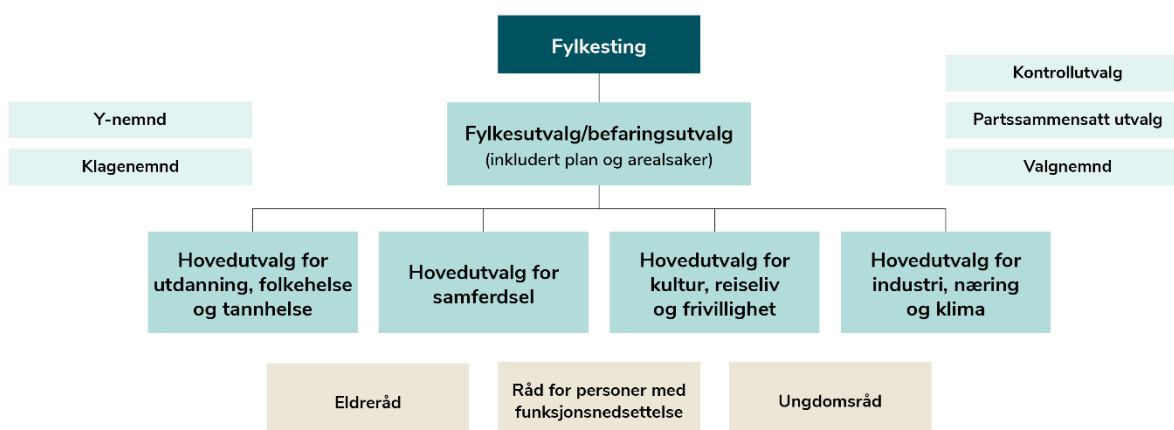 Fylkesting
Y-nemnd
Klagenemnd
Fylkesutvalg/befaringsutvalg
(inkludert plan og arealsaker)
Kontrollutvalg
Partssammensatt utvalg
Valgnemnd
Hovedutvalg for
utdanning, folkehelse
og tannhelse
Hovedutvalg for
samferdsel
Hovedutvalg for
kultur, reiseliv
og frivillighet
Hovedutvalg for
industri, næring
og klima
Eldreråd
Råd for personer med
funksjonsnedsettelse
Ungdomsråd